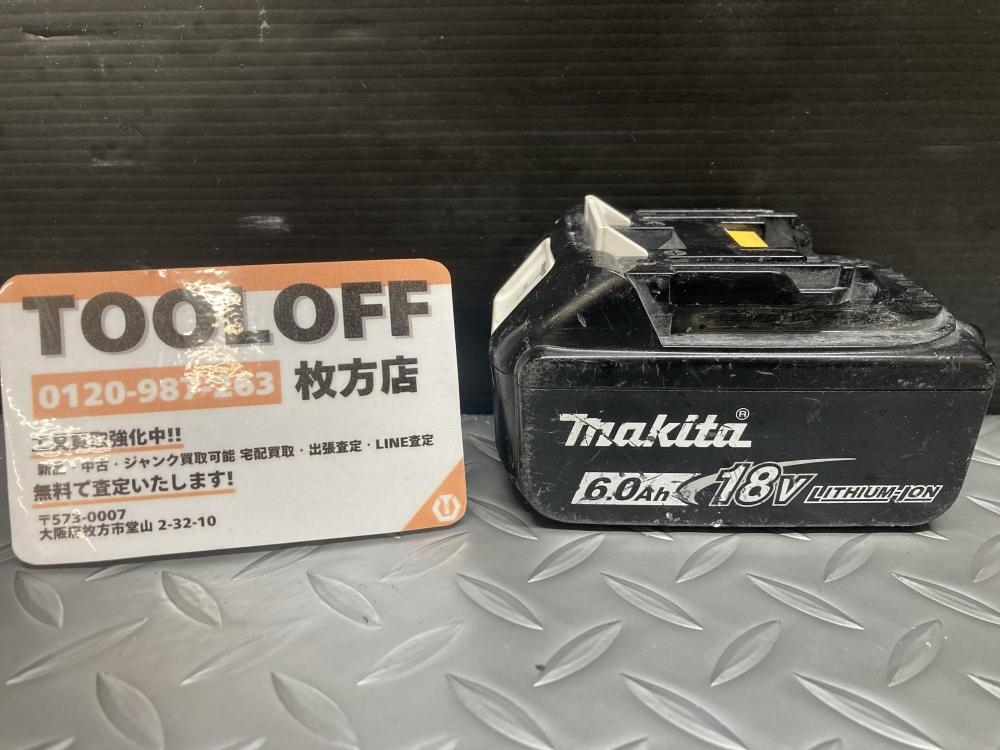 TOOLOFF
0120-987-263 枚方店
工具買取強化中!!
新品・中古・ジャンク買取可能 宅配買取・出張査定・LINE査定
無料で査定いたします!
〒573-0007
大阪府枚方市堂山 2-32-10
makita®
6.0Ah 18V LITHIUM-ION